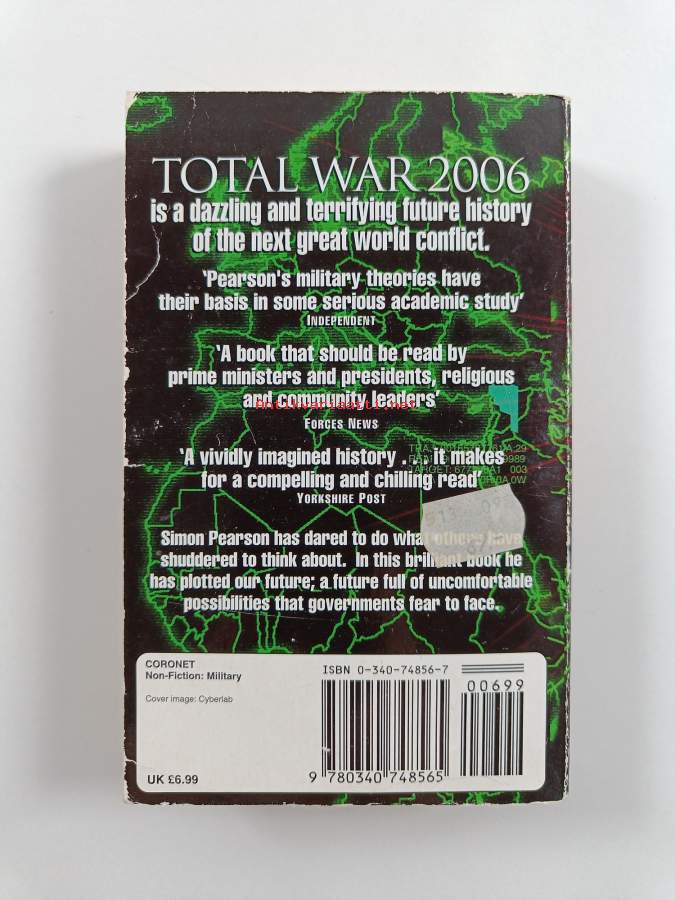 TOTAL WAR 2006
is a dazzling and terrifying future history
of the next great world conflict.
'Pearson's military theories have
their basis in some serious academic study'
INDEPENDENT
'A book that should be read by
prime ministers and presidents, religious
and community leaders'
Antikvariaatti.net
FORCES NEWS
'A vividly imagined history . . . it makes
for a compelling and chilling read'
YORKSHIRE POST
Simon Pearson has dared to do what others have
shuddered to think about. In this brilliant book he
has plotted our future; a future full of uncomfortable
possibilities that governments fear to face.
CORONET
Non-Fiction: Military
Cover image: Cyberlab
UK £6.99
ISBN 0-340-74856-7
00699
9 780340 748565